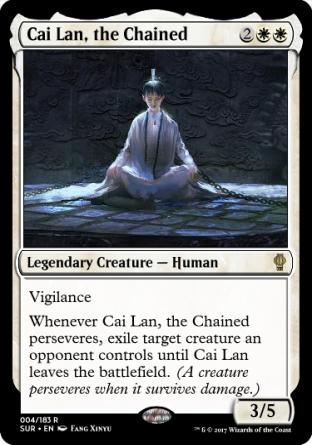 Cai Lan, the Chained 2
Legendary Creature — Human
Vigilance
Whenever Cai Lan, the Chained
perseveres, exile target creature an
opponent controls until Cai Lan
leaves the battlefield. (A creature
perseveres when it survives damage.)
3/5
004/183 R
SUR • EN FANG XINYU
™ & © 2017 Wizards of the Coast